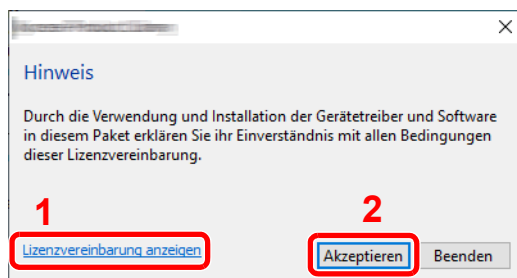 Hinweis
Durch die Verwendung und Installation der Gerätetreiber und Software
in diesem Paket erklären Sie ihr Einverständnis mit allen Bedingungen
dieser Lizenzvereinbarung.
1
2
Lizenzvereinbarung anzeigen
Akzeptieren
Beenden